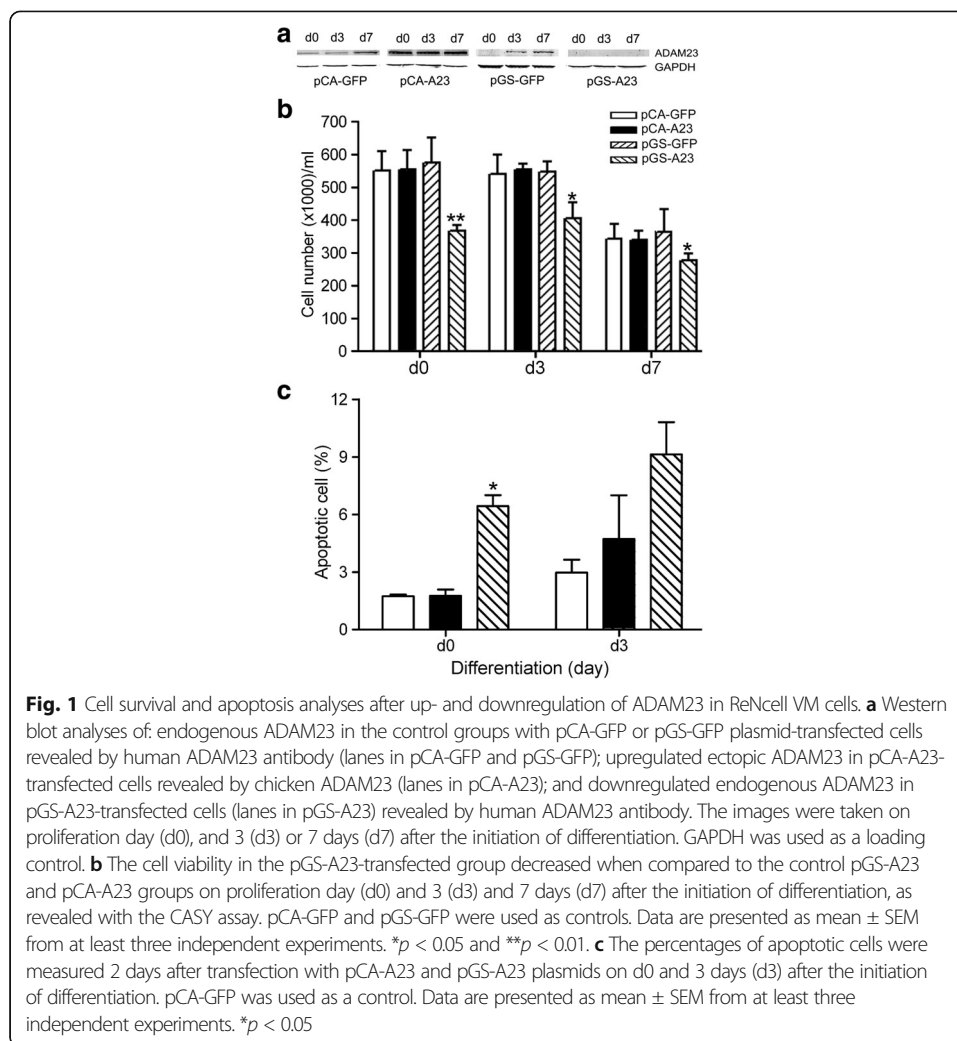 a
d0 d3 d7 d0 d3 d7 d0 d3 d7 d0 d3 d7
ADAM23
GAPDH
pCA-GFP pCA-A23 pGS-GFP pGS-A23
b
pCA-GFP
pCA-A23
pGS-GFP
pGS-A23
Cell number (x1000)/ml
700
600
500
400
300
200
100
0
**
*
*
d0 d3 d7
c
Apoptotic cell (%)
12
9
6
3
0
*
d0 d3
Differentiation (day)
Fig. 1 Cell survival and apoptosis analyses after up- and downregulation of ADAM23 in ReNcell VM cells. a Western
blot analyses of: endogenous ADAM23 in the control groups with pCA-GFP or pGS-GFP plasmid-transfected cells
revealed by human ADAM23 antibody (lanes in pCA-GFP and pGS-GFP); upregulated ectopic ADAM23 in pCA-A23-
transfected cells revealed by chicken ADAM23 (lanes in pCA-A23); and downregulated endogenous ADAM23 in
pGS-A23-transfected cells (lanes in pGS-A23) revealed by human ADAM23 antibody. The images were taken on
proliferation day (d0), and 3 (d3) or 7 days (d7) after the initiation of differentiation. GAPDH was used as a loading
control. b The cell viability in the pGS-A23-transfected group decreased when compared to the control pGS-A23
and pCA-A23 groups on proliferation day (d0) and 3 (d3) and 7 days (d7) after the initiation of differentiation, as
revealed with the CASY assay. pCA-GFP and pGS-GFP were used as controls. Data are presented as mean ± SEM
from at least three independent experiments. *p < 0.05 and **p < 0.01. c The percentages of apoptotic cells were
measured 2 days after transfection with pCA-A23 and pGS-A23 plasmids on d0 and 3 days (d3) after the initiation
of differentiation. pCA-GFP was used as a control. Data are presented as mean ± SEM from at least three
independent experiments. *p < 0.05